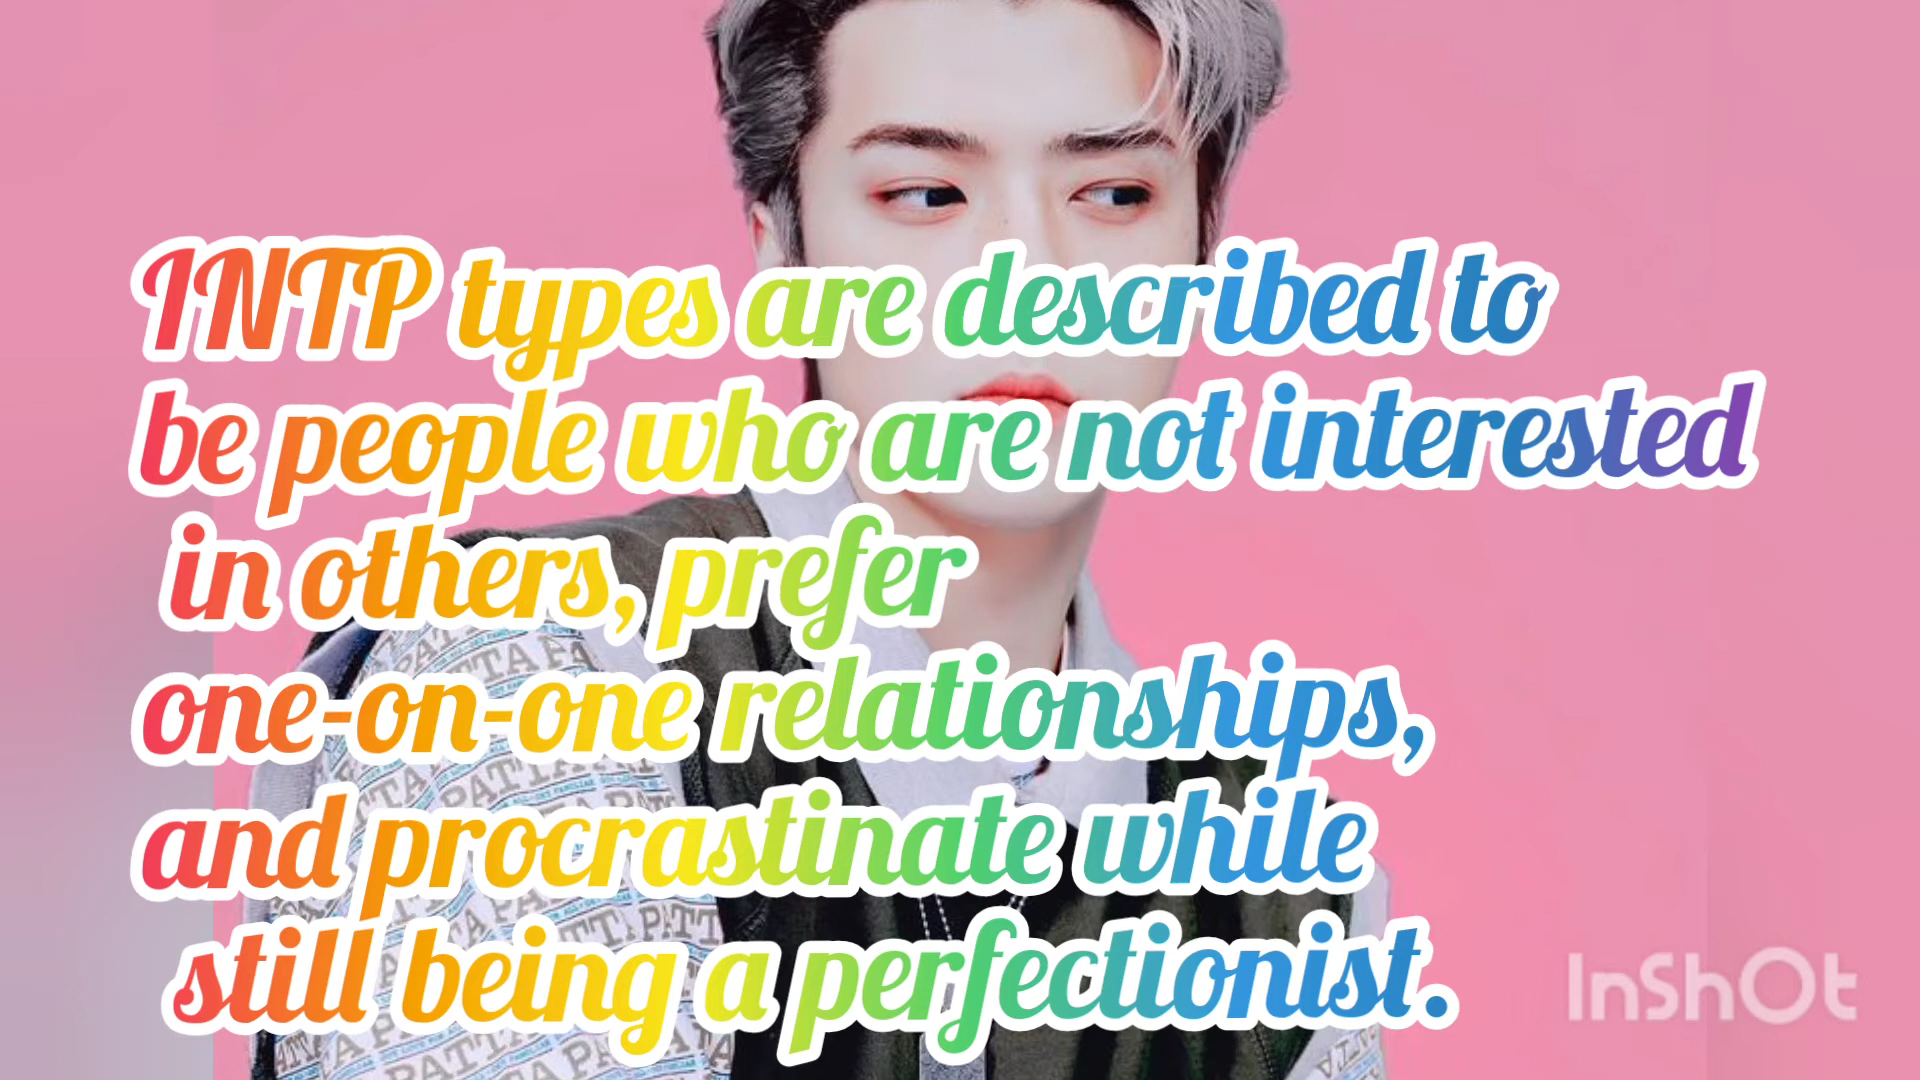 INTP types are described to
be people who are not interested
in others, prefer
one-on-one relationships,
and procrastinate while
still being a perfectionist.
InShOt
PATTA